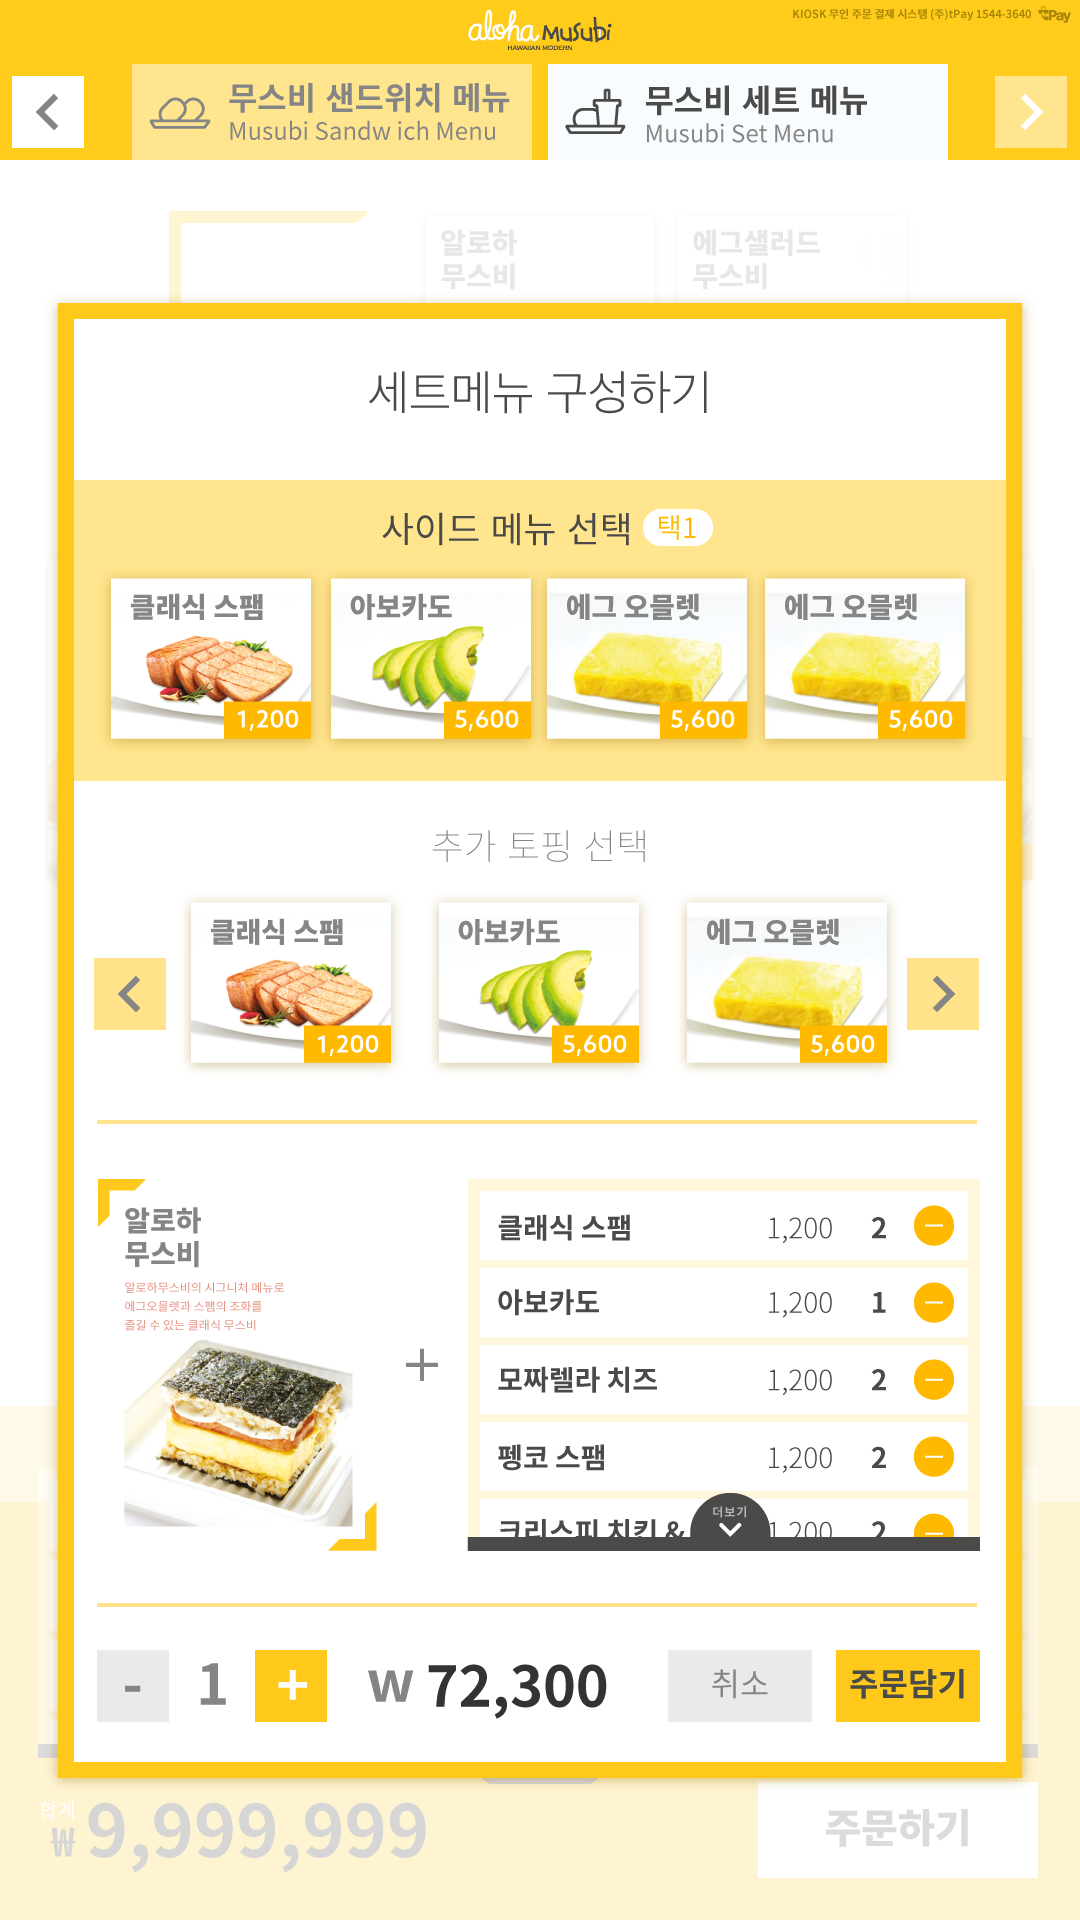 KIOSK 무인 주문 결제 시스템 (주)tPay 1544-3640 tPay
aloha MUSUBI
HAWAIIAN MODERN
무스비 샌드위치 메뉴
Musubi Sandw ich Menu
무스비 세트 메뉴
Musubi Set Menu
알로하
무스비
에그샐러드
무스비
세트메뉴 구성하기
사이드 메뉴 선택 택1
클래식 스팸
1,200
아보카도
5,600
에그 오믈렛
5,600
에그 오믈렛
5,600
추가 토핑 선택
클래식 스팸
1,200
아보카도
5,600
에그 오믈렛
5,600
알로하
무스비
알로하무스비의 시그니처 메뉴로
에그오믈렛과 스팸의 조화를
즐길 수 있는 클래식 무스비
+
클래식 스팸 1,200 2 −
아보카도 1,200 1 −
모짜렐라 치즈 1,200 2 −
펭코 스팸 1,200 2 −
크리스피 치킨 & 1,200 2 −
더보기
- 1 + W 72,300
취소
주문담기
합계
₩ 9,999,999
주문하기